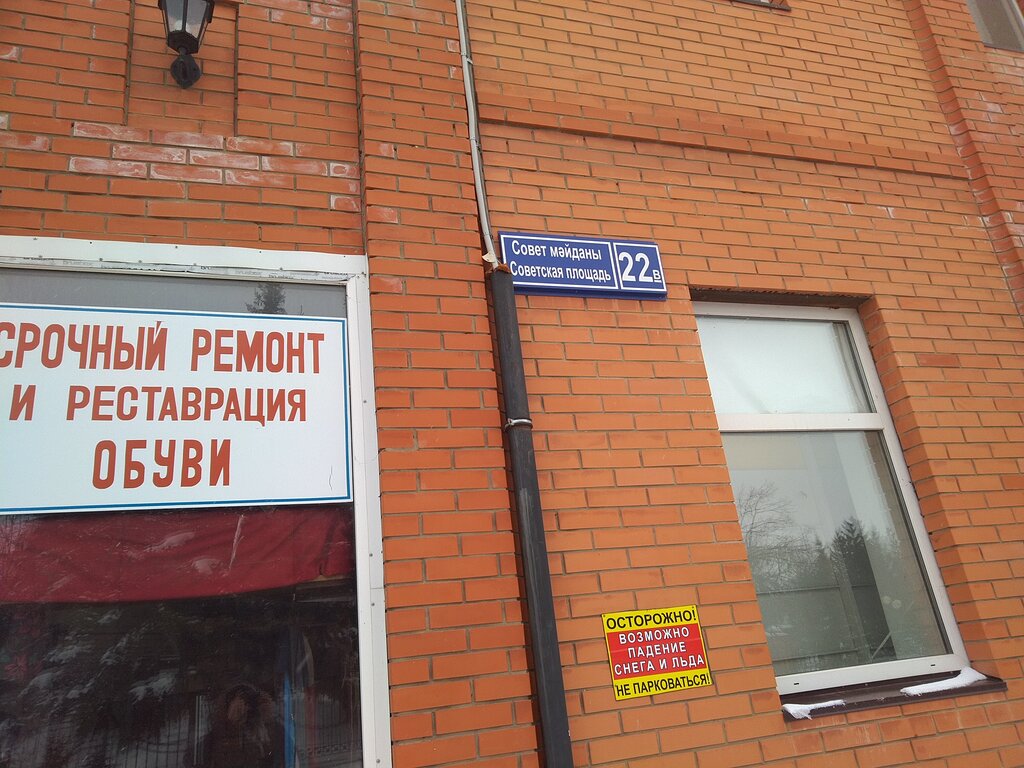 СРОЧНЫЙ РЕМОНТ
И РЕСТАВРАЦИЯ
ОБУВИ
Совет мәйданы
Советская площадь
22В
ОСТОРОЖНО!
ВОЗМОЖНО
ПАДЕНИЕ
СНЕГА И ЛЬДА
НЕ ПАРКОВАТЬСЯ!